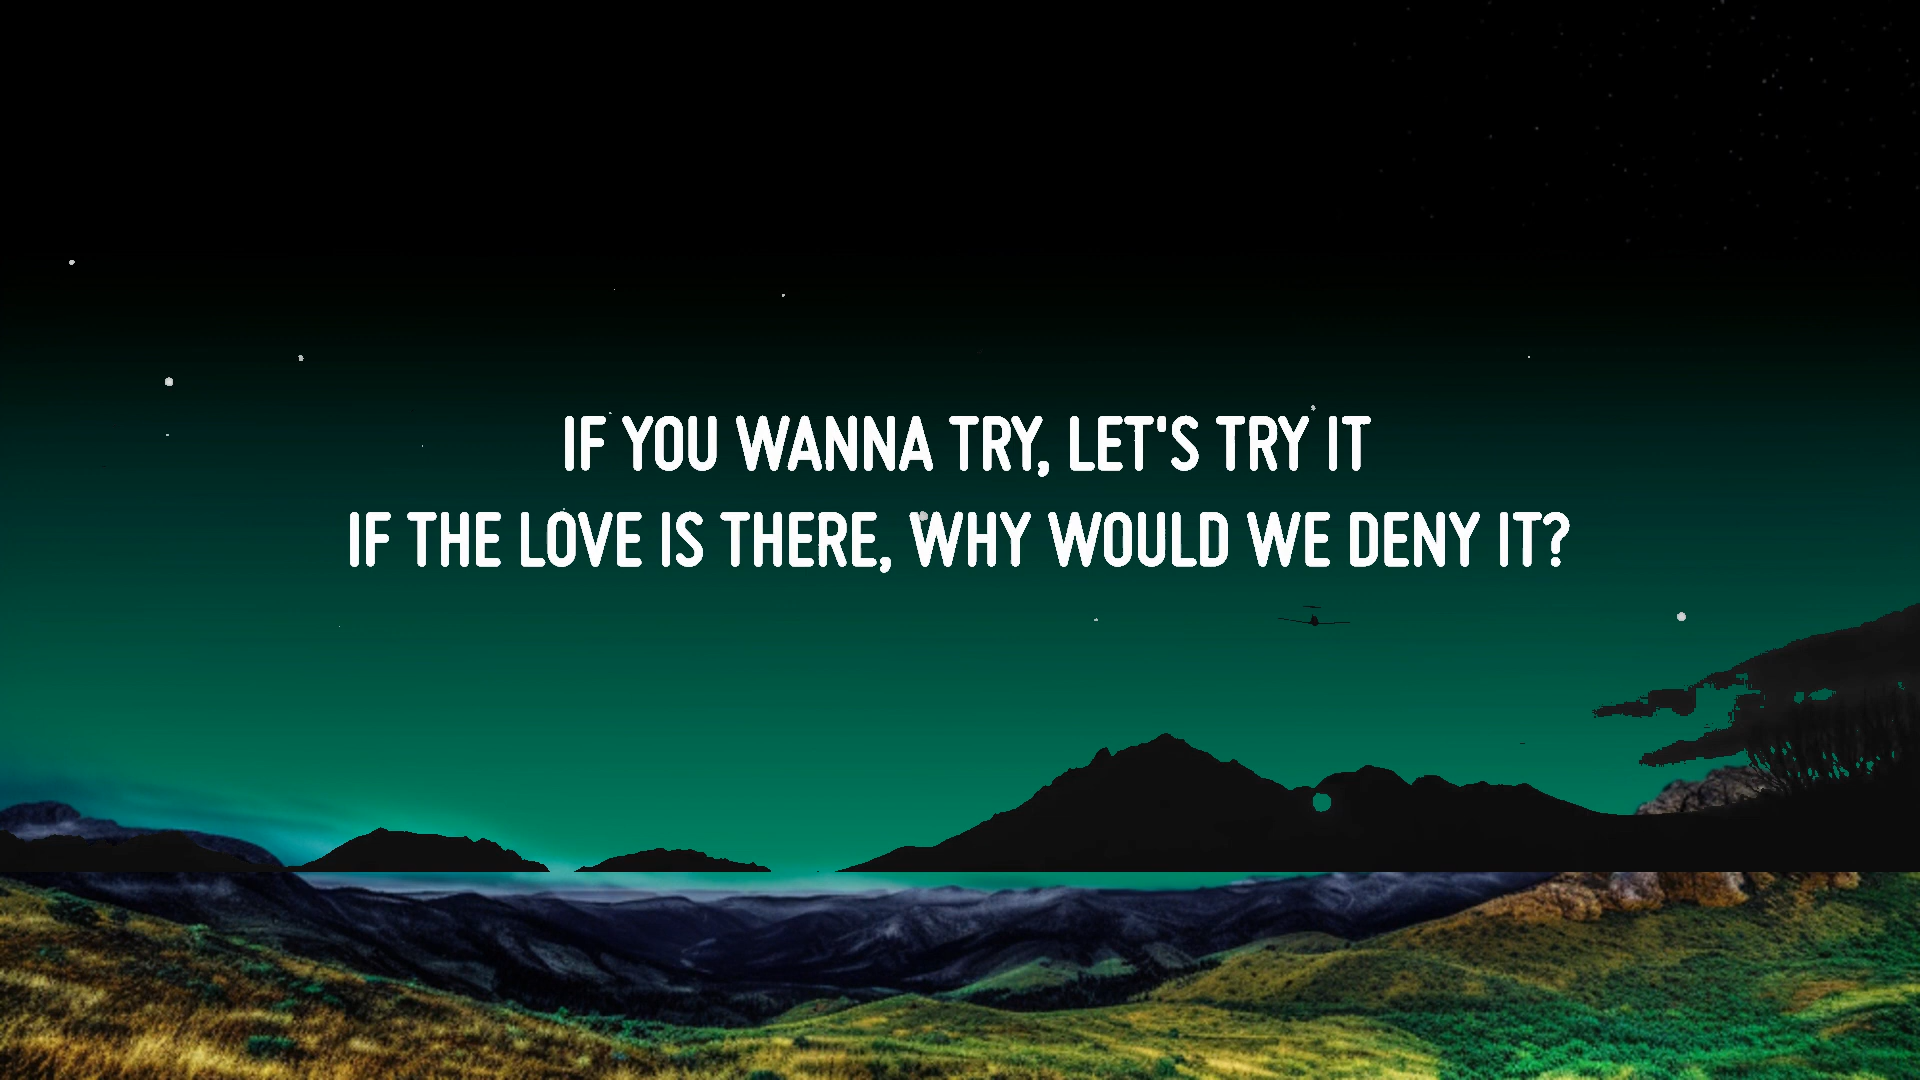 IF YOU WANNA TRY, LET'S TRY IT
IF THE LOVE IS THERE, WHY WOULD WE DENY IT?